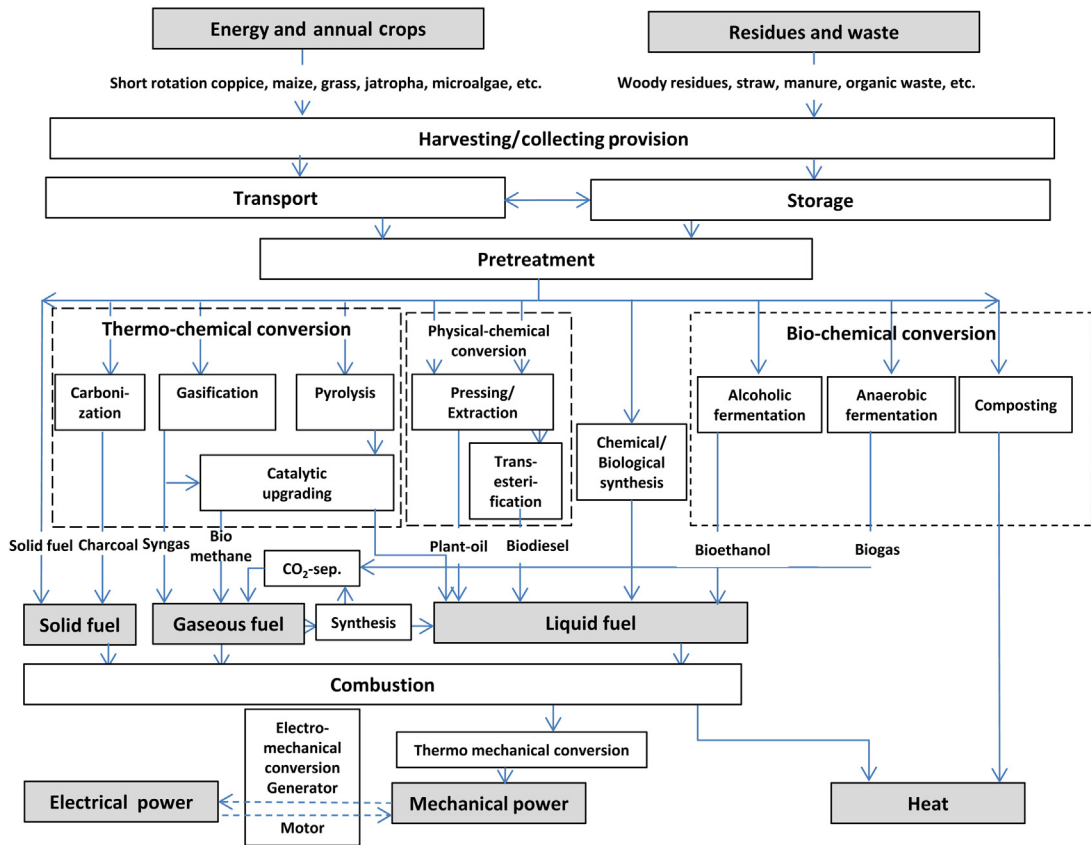 Energy and annual crops
Residues and waste
Short rotation coppice, maize, grass, jatropha, microalgae, etc.
Woody residues, straw, manure, organic waste, etc.
Harvesting/collecting provision
Transport
Storage
Pretreatment
Thermo-chemical conversion
Physical-chemical
conversion
Bio-chemical conversion
Carboni-
zation
Gasification
Pyrolysis
Pressing/
Extraction
Alcoholic
fermentation
Anaerobic
fermentation
Composting
Catalytic
upgrading
Trans-
esteri-
fication
Chemical/
Biological
synthesis
Solid fuel
Charcoal
Syngas
Bio
methane
Plant-oil
Biodiesel
Bioethanol
Biogas
CO₂-sep.
Solid fuel
Gaseous fuel
Synthesis
Liquid fuel
Combustion
Electro-
mechanical
conversion
Generator
Motor
Thermo mechanical conversion
Electrical power
Mechanical power
Heat